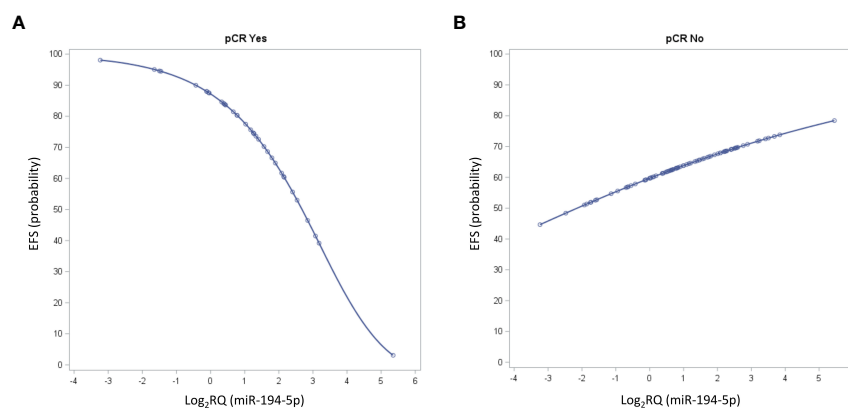 A
pCR Yes
EFS (probability)
100
90
80
70
60
50
40
30
20
10
0
-4 -3 -2 -1 0 1 2 3 4 5 6
Log₂RQ (miR-194-5p)
B
pCR No
EFS (probability)
100
90
80
70
60
50
40
30
20
10
0
-4 -3 -2 -1 0 1 2 3 4 5
Log₂RQ (miR-194-5p)